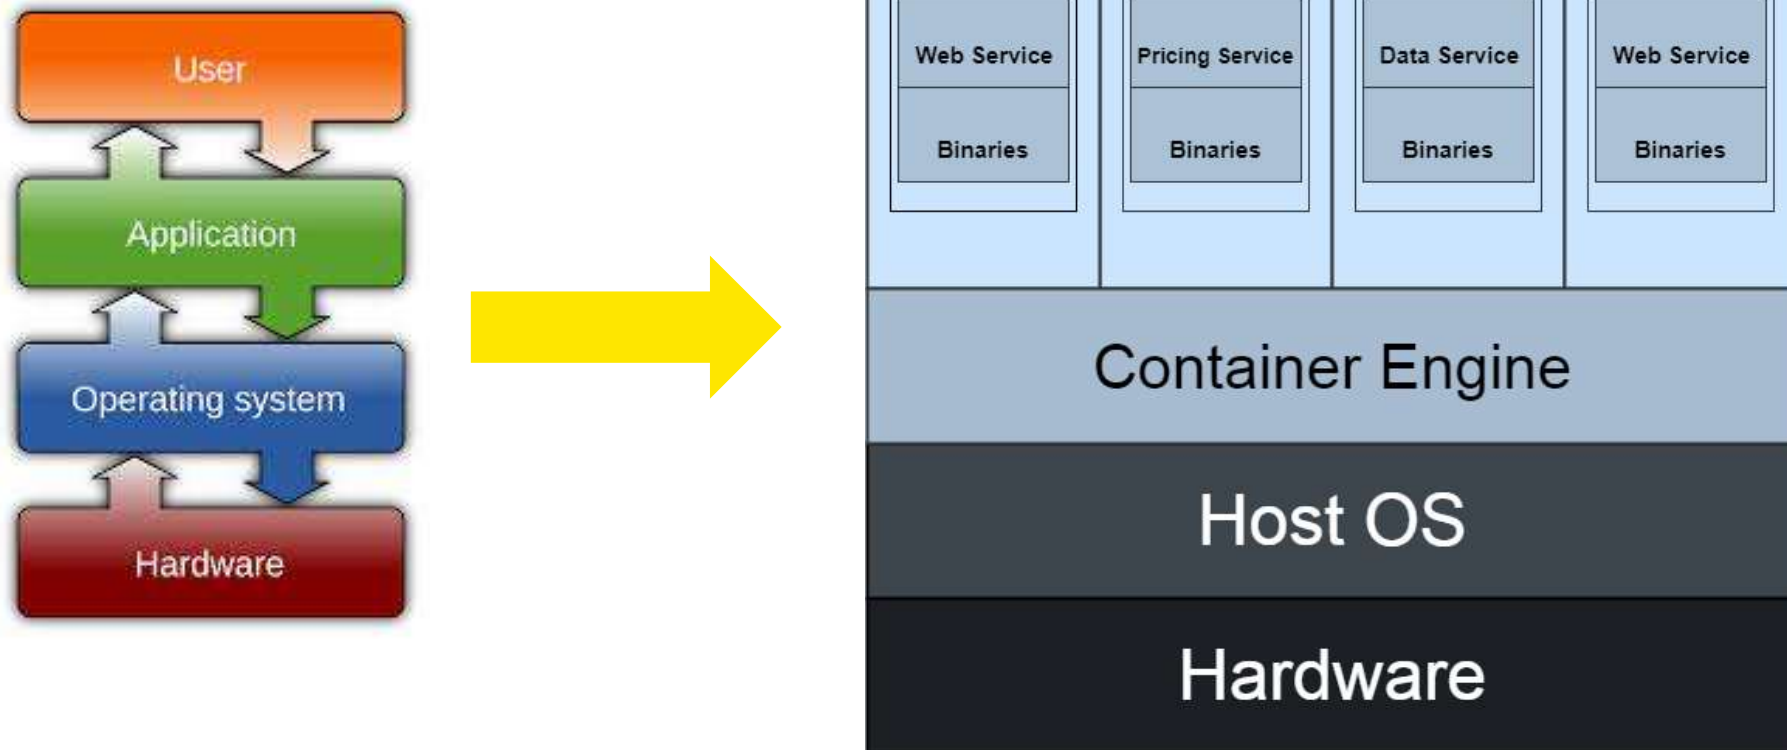 User
Application
Operating system
Hardware
Web Service
Pricing Service
Data Service
Web Service
Binaries
Binaries
Binaries
Binaries
Container Engine
Host OS
Hardware